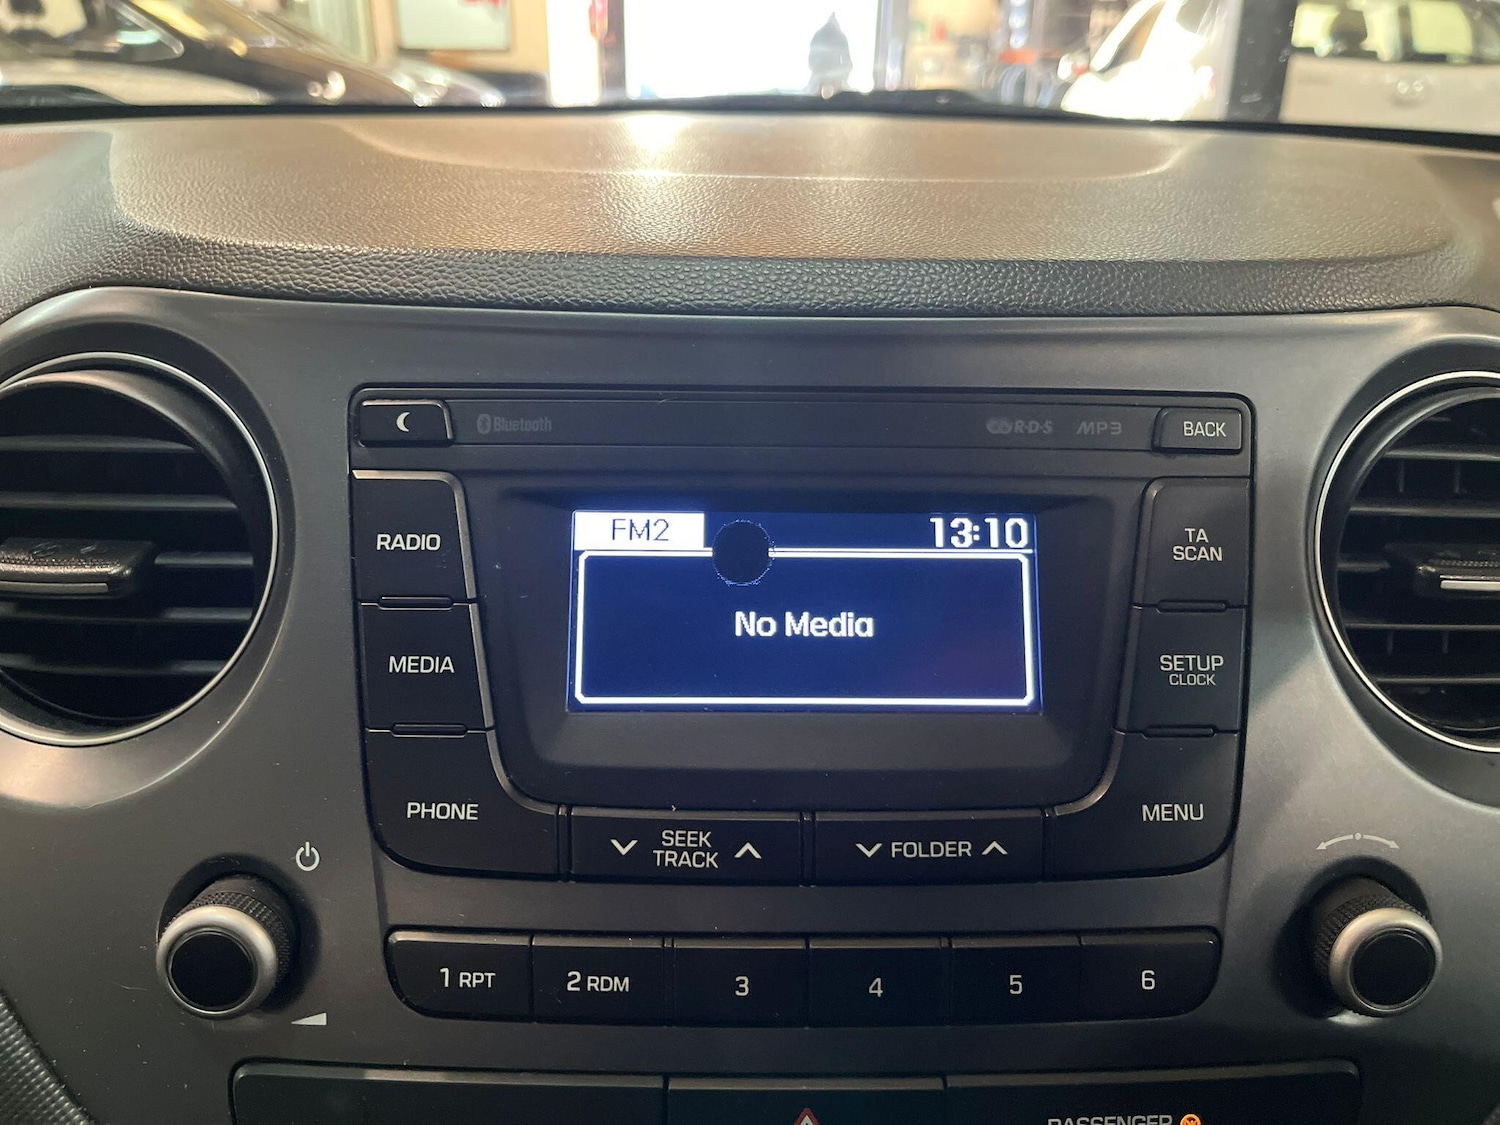 Bluetooth
R·D·S
MP3
BACK
RADIO
FM2
13:10
TA
SCAN
No Media
MEDIA
SETUP
CLOCK
PHONE
SEEK
TRACK
FOLDER
MENU
1 RPT
2 RDM
3
4
5
6
PASSENGER